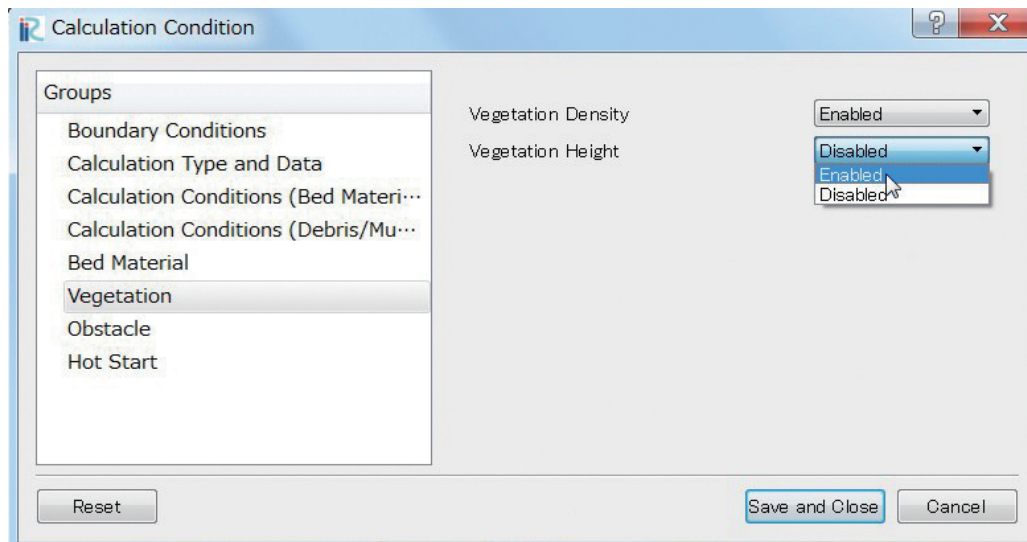 iRiC Calculation Condition
Groups
Boundary Conditions
Calculation Type and Data
Calculation Conditions (Bed Materi···
Calculation Conditions (Debris/Mu···
Bed Material
Vegetation
Obstacle
Hot Start
Vegetation Density Enabled
Vegetation Height Disabled
Enabled
Disabled
Reset
Save and Close
Cancel